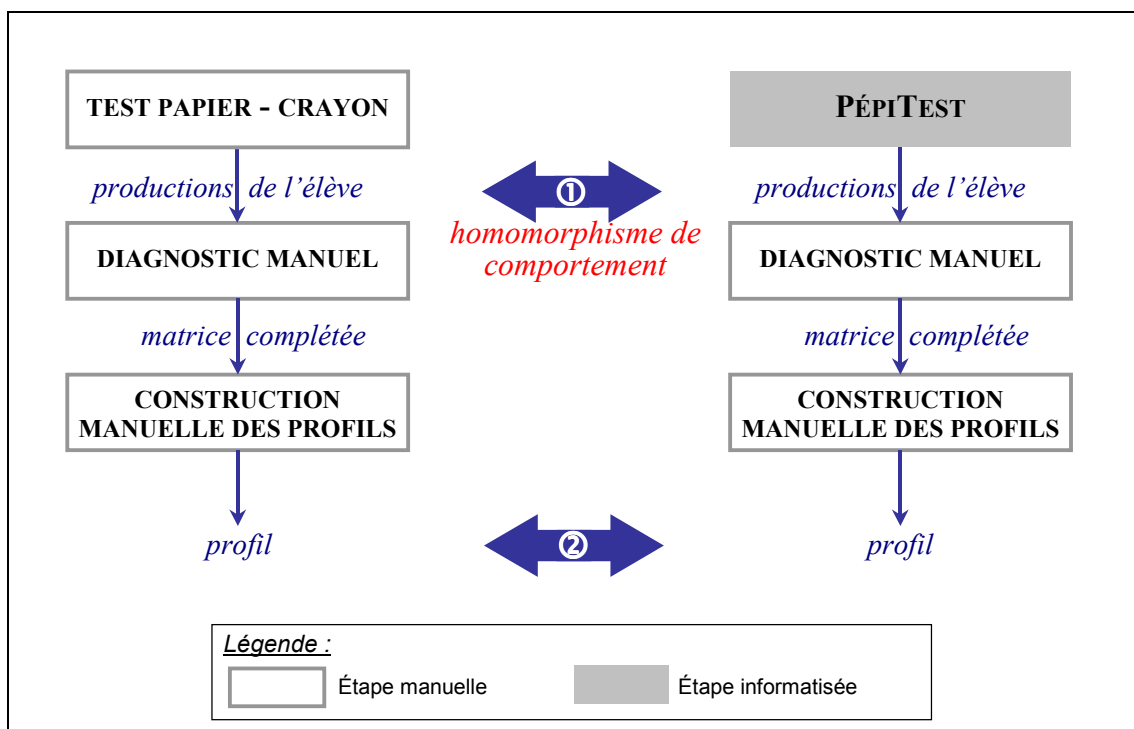 TEST PAPIER - CRAYON
productions de l'élève
DIAGNOSTIC MANUEL
matrice complétée
CONSTRUCTION
MANUELLE DES PROFILS
profil
①
homomorphisme de
comportement
②
PÉPITEST
productions de l'élève
DIAGNOSTIC MANUEL
matrice complétée
CONSTRUCTION
MANUELLE DES PROFILS
profil
Légende :
Étape manuelle
Étape informatisée